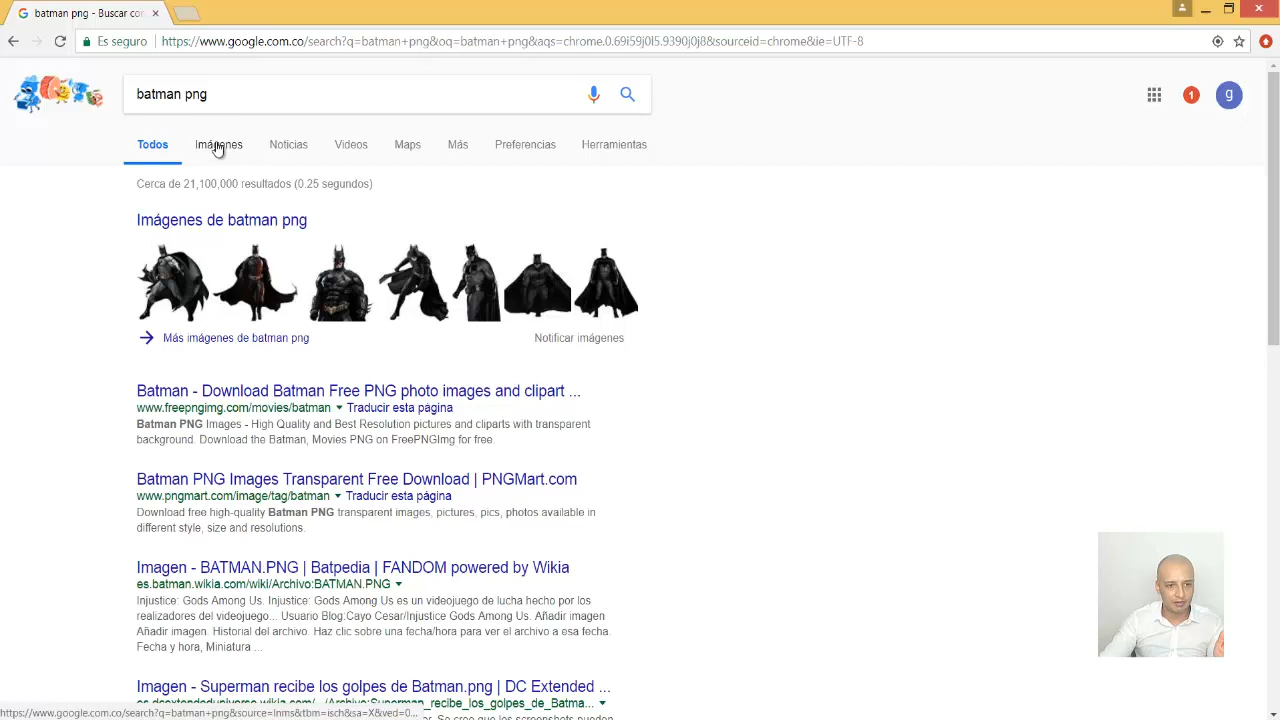 batman png - Buscar co
Es seguro https://www.google.com.co/search?q=batman+png&oq=batman+png&aqs=chrome.0.69i59j0l5.9390j0j8&sourceid=chrome&ie=UTF-8
batman png
1 g
Todos Imágenes Noticias Videos Maps Más Preferencias Herramientas
Cerca de 21,100,000 resultados (0.25 segundos)
Imágenes de batman png
Más imágenes de batman png Notificar imágenes
Batman - Download Batman Free PNG photo images and clipart ...
www.freepngimg.com/movies/batman Traducir esta página
Batman PNG Images - High Quality and Best Resolution pictures and cliparts with transparent
background. Download the Batman, Movies PNG on FreePNGImg for free.
Batman PNG Images Transparent Free Download | PNGMart.com
www.pngmart.com/image/tag/batman Traducir esta página
Download free high-quality Batman PNG transparent images, pictures, pics, photos available in
different style, size and resolutions.
Imagen - BATMAN.PNG | Batpedia | FANDOM powered by Wikia
es.batman.wikia.com/wiki/Archivo:BATMAN.PNG
Injustice: Gods Among Us. Injustice: Gods Among Us es un videojuego de lucha hecho por los
realizadores del videojuego... Usuario Blog:Cayo Cesar/Injustice Gods Among Us. Añadir imagen
Añadir imagen. Historial del archivo. Haz clic sobre una fecha/hora para ver el archivo a esa fecha.
Fecha y hora, Miniatura ...
Imagen - Superman recibe los golpes de Batman.png | DC Extended ...
es.dcextendeduniverse.wikia.com/.../Archivo:Superman_recibe_los_golpes_de_Batma...
https://www.google.com.co/search?q=batman+png&source=lnms&tbm=isch&sa=X&ved=0...